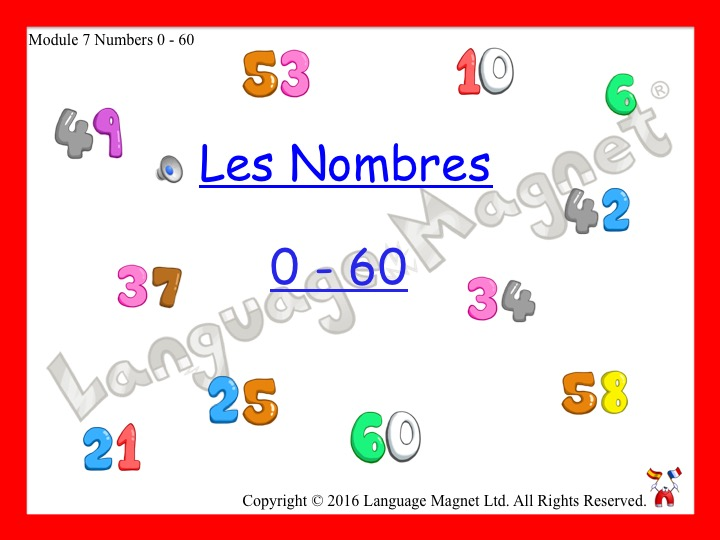 Module 7 Numbers 0 - 60
53
10
6
49
Les Nombres
42
0 - 60
37
34
Language Magnet ®
58
25
60
21
Copyright © 2016 Language Magnet Ltd. All Rights Reserved.